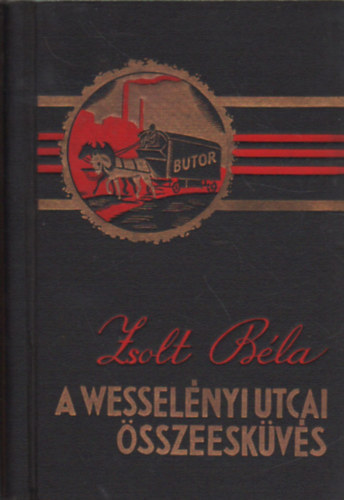 BUTOR
Zsolt Béla
A WESSELÉNYI UTCAI
ÖSSZEESKÜVÉS